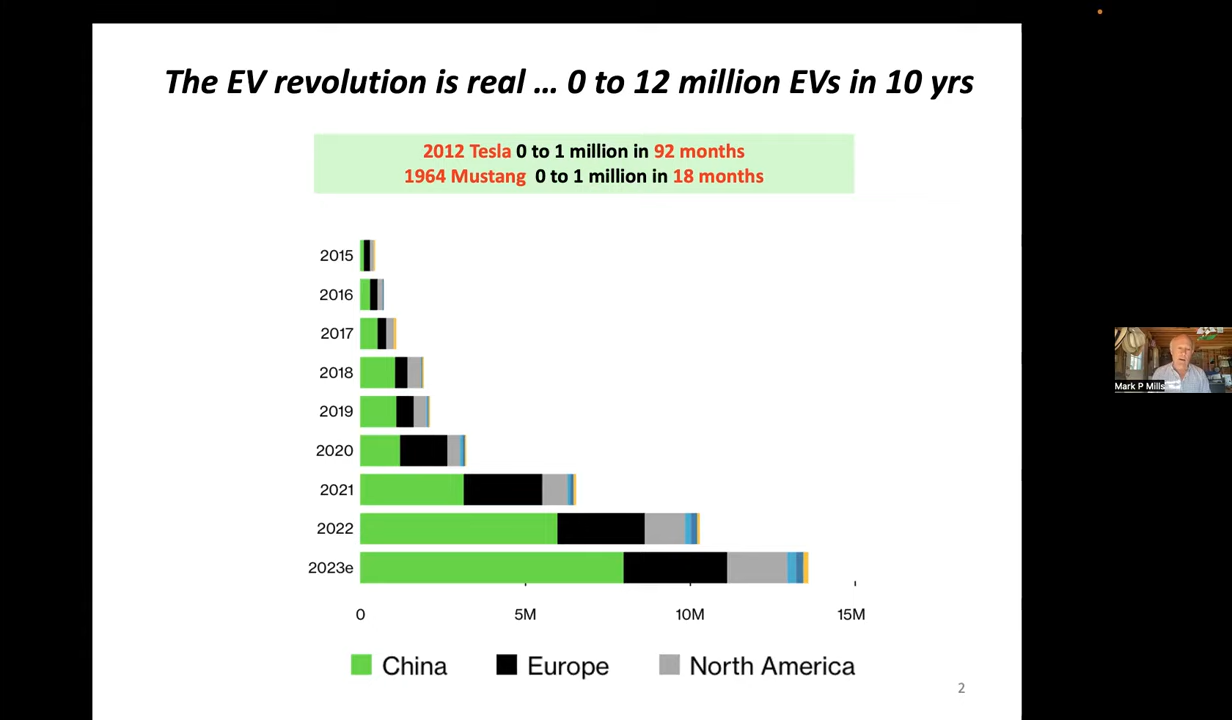 The EV revolution is real … 0 to 12 million EVs in 10 yrs
2012 Tesla 0 to 1 million in 92 months
1964 Mustang 0 to 1 million in 18 months
2015
2016
2017
2018
2019
2020
2021
2022
2023e
0 5M 10M 15M
China Europe North America
2
Mark P Mills